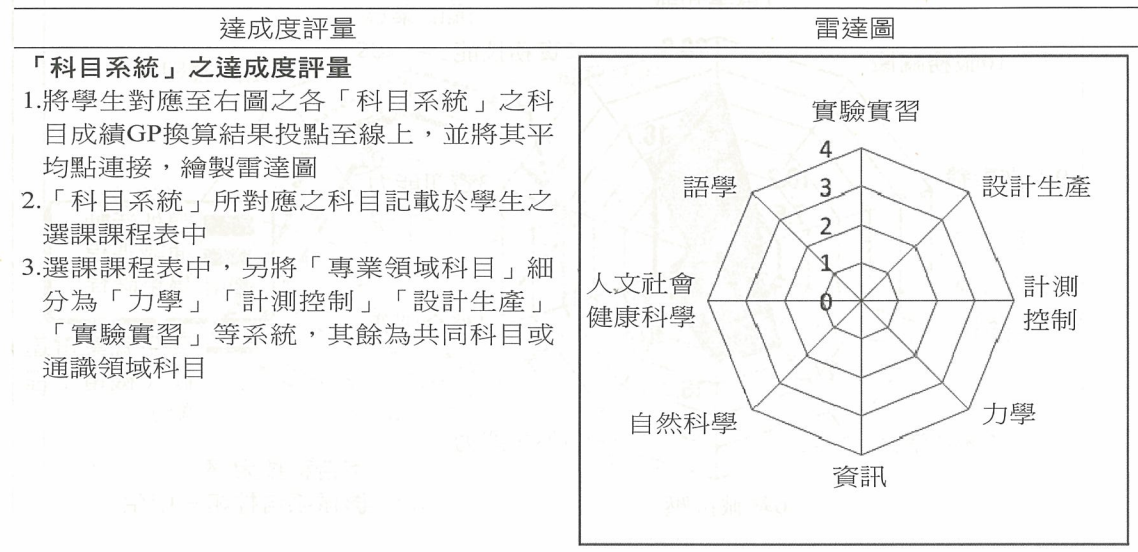 達成度評量
雷達圖
「科目系統」之達成度評量
1.將學生對應至右圖之各「科目系統」之科
目成績GP換算結果投點至線上，並將其平
均點連接，繪製雷達圖
2.「科目系統」所對應之科目記載於學生之
選課課程表中
3.選課課程表中，另將「專業領域科目」細
分為「力學」「計測控制」「設計生產」
「實驗實習」等系統，其餘為共同科目或
通識領域科目
實驗實習
4
語學
3
設計生產
2
1
人文社會
健康科學
0
計測
控制
自然科學
力學
資訊